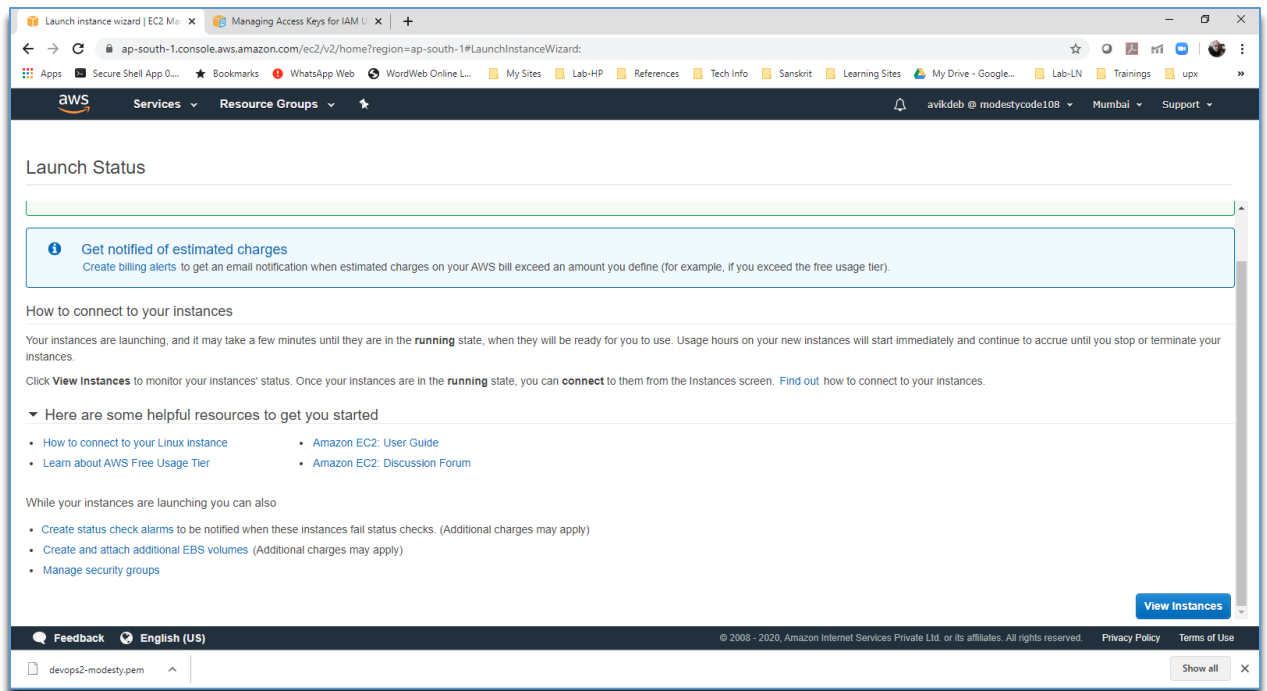 Launch instance wizard | EC2 Ma
Managing Access Keys for IAM U
ap-south-1.console.aws.amazon.com/ec2/v2/home?region=ap-south-1#LaunchInstanceWizard:
Apps Secure Shell App 0.... Bookmarks WhatsApp Web WordWeb Online L... My Sites Lab-HP References Tech Info Sanskrit Learning Sites My Drive - Google... Lab-LN Trainings upx »
aws Services Resource Groups avikdeb @ modestycode108 Mumbai Support
Launch Status
Get notified of estimated charges
Create billing alerts to get an email notification when estimated charges on your AWS bill exceed an amount you define (for example, if you exceed the free usage tier).
How to connect to your instances
Your instances are launching, and it may take a few minutes until they are in the running state, when they will be ready for you to use. Usage hours on your new instances will start immediately and continue to accrue until you stop or terminate your
instances.
Click View Instances to monitor your instances' status. Once your instances are in the running state, you can connect to them from the Instances screen. Find out how to connect to your instances.
Here are some helpful resources to get you started
• How to connect to your Linux instance • Amazon EC2: User Guide
• Learn about AWS Free Usage Tier • Amazon EC2: Discussion Forum
While your instances are launching you can also
• Create status check alarms to be notified when these instances fail status checks. (Additional charges may apply)
• Create and attach additional EBS volumes (Additional charges may apply)
• Manage security groups
View Instances
Feedback English (US) © 2008 - 2020, Amazon Internet Services Private Ltd. or its affiliates. All rights reserved. Privacy Policy Terms of Use
devops2-modesty.pem Show all